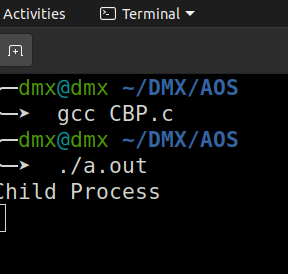 Activities Terminal
dmx@dmx ~/DMX/AOS
gcc CBP.c
dmx@dmx ~/DMX/AOS
./a.out
Child Process